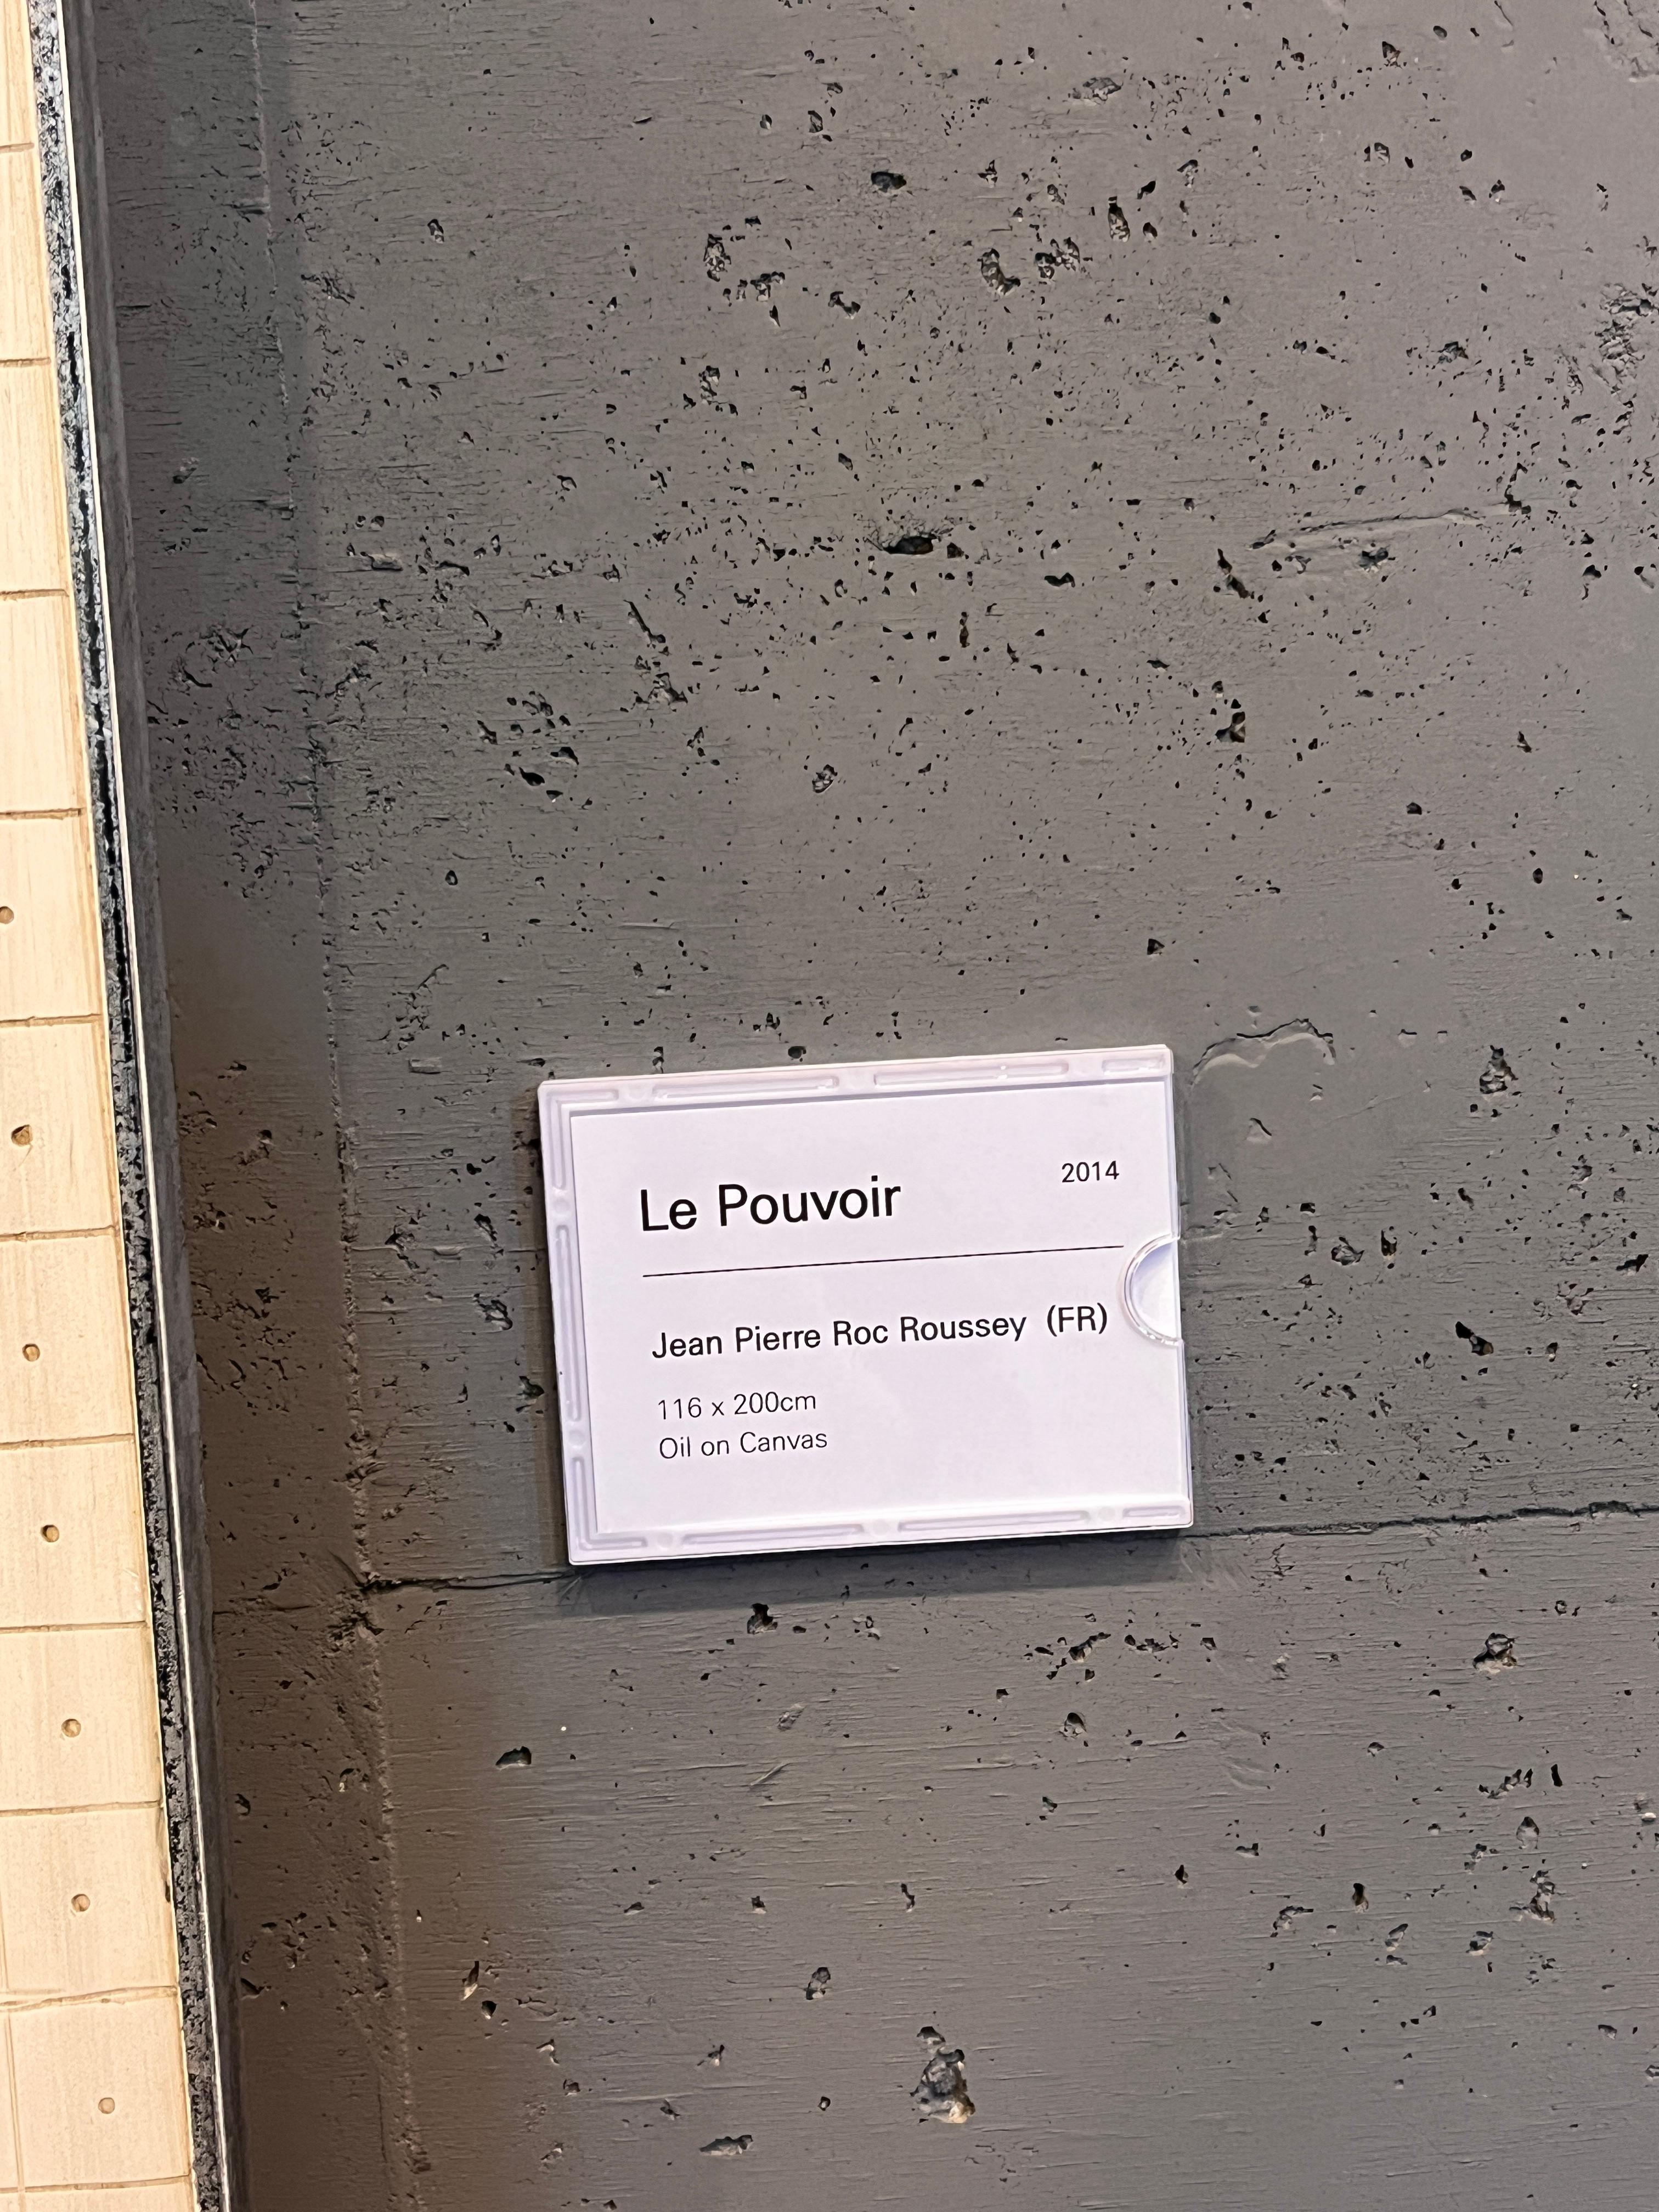 Le Pouvoir 2014
Jean Pierre Roc Roussey (FR)
116 x 200cm
Oil on Canvas